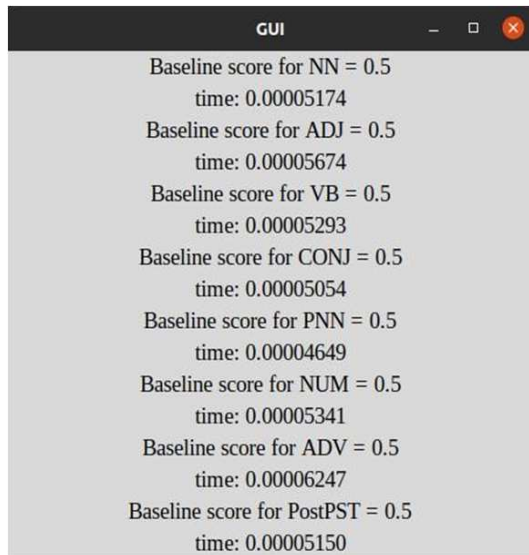 GUI
Baseline score for NN = 0.5
time: 0.00005174
Baseline score for ADJ = 0.5
time: 0.00005674
Baseline score for VB = 0.5
time: 0.00005293
Baseline score for CONJ = 0.5
time: 0.00005054
Baseline score for PNN = 0.5
time: 0.00004649
Baseline score for NUM = 0.5
time: 0.00005341
Baseline score for ADV = 0.5
time: 0.00006247
Baseline score for PostPST = 0.5
time: 0.00005150